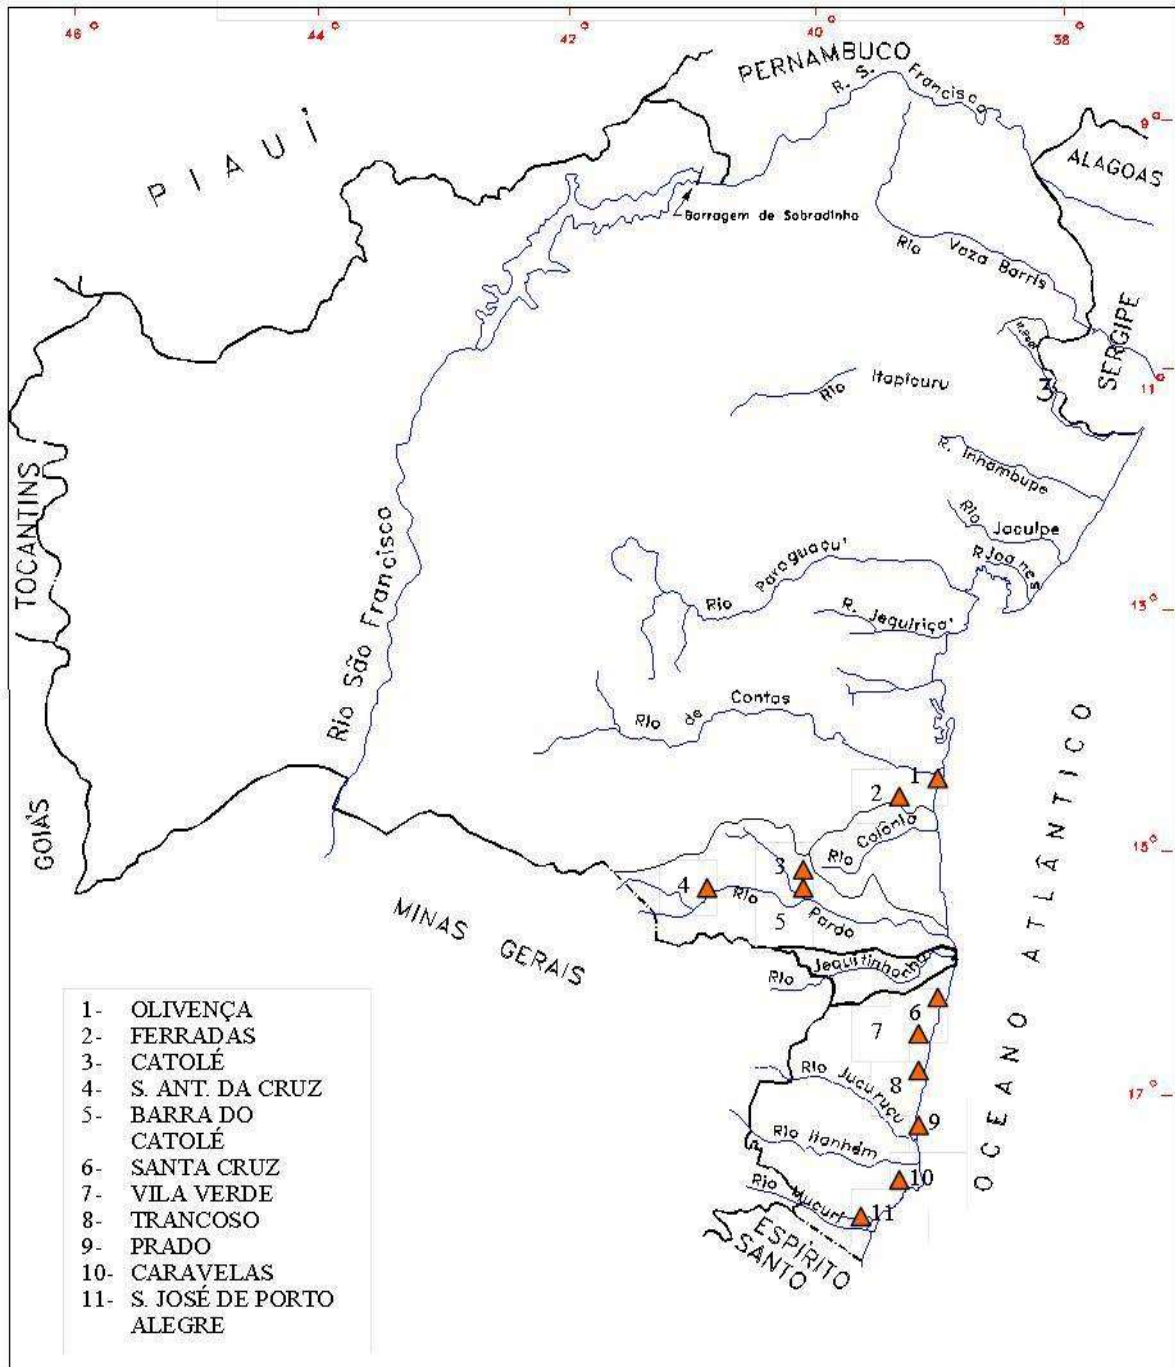 46° 44° 42° 40° 38°
PERNAMBUCO
R. S. Francisco
9°
PIAUÍ
ALAGOAS
Barragem de Sobradinho
Rio Vaza Barris
SERGIPE
11°
3
Rio Itapicuru
R. Inhambupe
TOCANTINS
Rio Jacuipe
R Joanes
Rio São Francisco
Rio Paraguaçu'
13°
R. Jequiriça'
Rio de Contas
OCEANO ATLÂNTICO
1
2
GOIÁS
Rio Colônia
15°
3
4
Rio Pardo
5
MINAS GERAIS
Rio Jequitinhonha
6
7
8
Rio Jucuruçu
17°
9
Rio Itanhém
10
Rio Mucuri
11
ESPÍRITO
SANTO
1- OLIVENÇA
2- FERRADAS
3- CATOLÉ
4- S. ANT. DA CRUZ
5- BARRA DO
CATOLÉ
6- SANTA CRUZ
7- VILA VERDE
8- TRANCOSO
9- PRADO
10- CARAVELAS
11- S. JOSÉ DE PORTO
ALEGRE